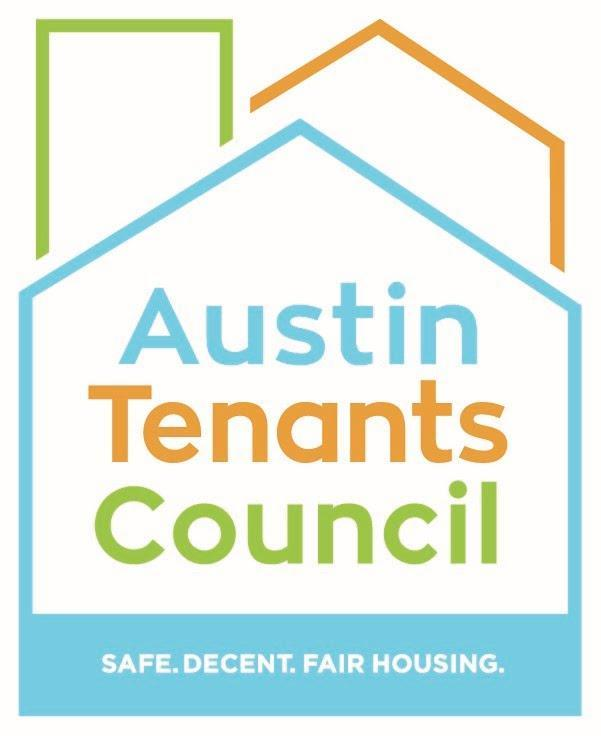 Austin
Tenants
Council
SAFE. DECENT. FAIR HOUSING.